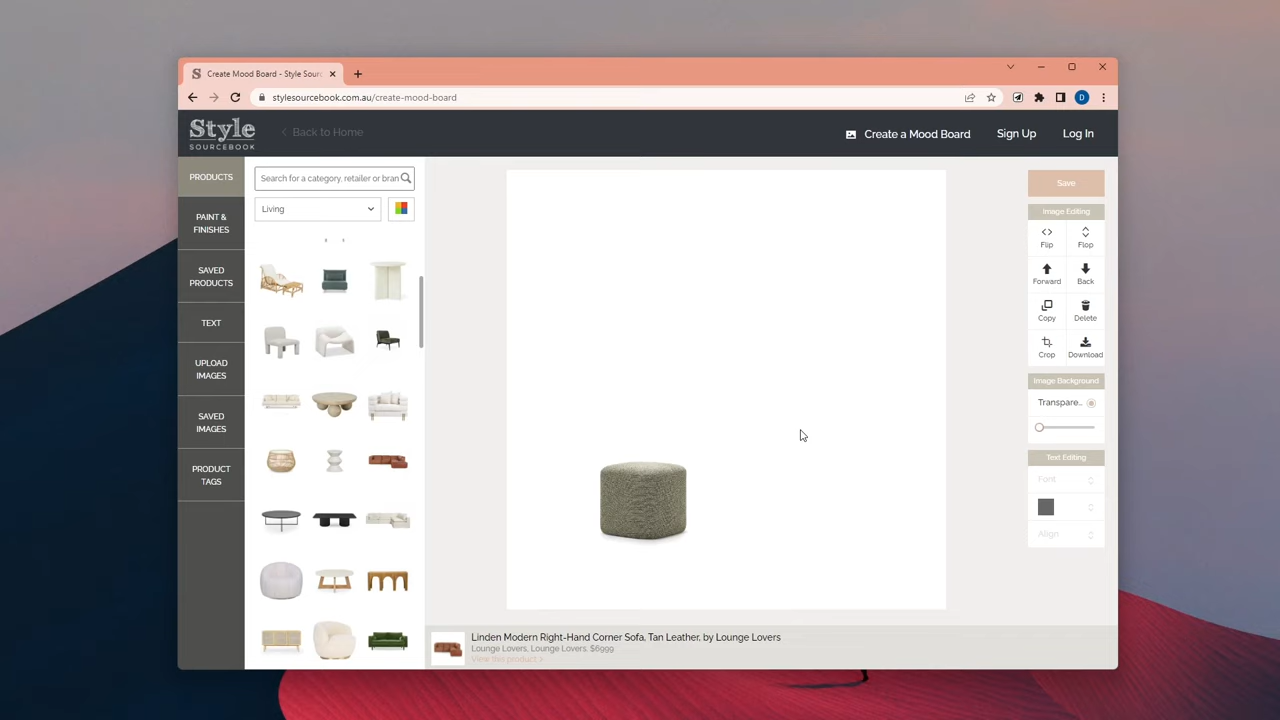 Create Mood Board - Style Sourc
stylesourcebook.com.au/create-mood-board
D
Style
SOURCEBOOK
Back to Home
Create a Mood Board
Sign Up
Log In
PRODUCTS
PAINT &
FINISHES
SAVED
PRODUCTS
TEXT
UPLOAD
IMAGES
SAVED
IMAGES
PRODUCT
TAGS
Search for a category, retailer or bran
Living
Save
Image Editing
Flip
Flop
Forward
Back
Copy
Delete
Crop
Download
Image Background
Transpare...
Text Editing
Font
Align
Linden Modern Right-Hand Corner Sofa, Tan Leather, by Lounge Lovers
Lounge Lovers, Lounge Lovers, $6999
View this product >